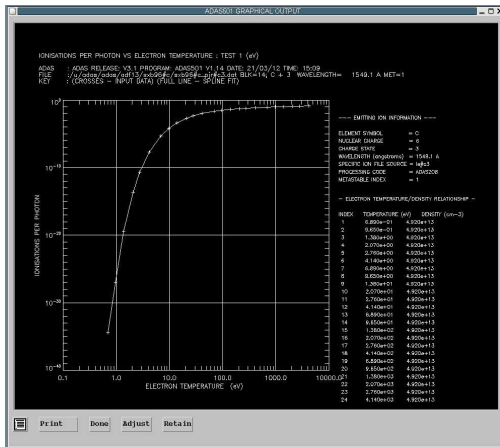 ADAS501 GRAPHICAL OUTPUT
IONISATIONS PER PHOTON VS ELECTRON TEMPERATURE : TEST 1 (eV)
ADAS : ADAS RELEASE: V3.1 PROGRAM: ADAS501 V1.14 DATE: 21/03/12 TIME: 15:09
FILE :/u/adas/adas/adf13/sxb96#c/sxb96#c_pjr#c3.dat BLK=14; C + 3 WAVELENGTH= 1549.1 A MET=1
KEY : (CROSSES - INPUT DATA) (FULL LINE - SPLINE FIT)
IONISATIONS PER PHOTON
10^0
10^-10
10^-20
10^-30
10^-40
0.1 1.0 10.0 100.0 1000.0 10000.0
ELECTRON TEMPERATURE (eV)
---- EMITTING ION INFORMATION ----
ELEMENT SYMBOL = C
NUCLEAR CHARGE = 6
CHARGE STATE = 3
WAVELENGTH (angstroms) = 1549.1 A
SPECIFIC ION FILE SOURCE = le#c3
PROCESSING CODE = ADAS208
METASTABLE INDEX = 1
- ELECTRON TEMPERATURE/DENSITY RELATIONSHIP -
INDEX TEMPERATURE (eV) DENSITY (cm-3)
1 6.890e-01 4.920e+13
2 9.650e-01 4.920e+13
3 1.380e+00 4.920e+13
4 2.070e+00 4.920e+13
5 2.760e+00 4.920e+13
6 4.140e+00 4.920e+13
7 6.890e+00 4.920e+13
8 9.650e+00 4.920e+13
9 1.380e+01 4.920e+13
10 2.070e+01 4.920e+13
11 2.760e+01 4.920e+13
12 4.140e+01 4.920e+13
13 6.890e+01 4.920e+13
14 9.650e+01 4.920e+13
15 1.380e+02 4.920e+13
16 2.070e+02 4.920e+13
17 2.760e+02 4.920e+13
18 4.140e+02 4.920e+13
19 6.890e+02 4.920e+13
20 9.650e+02 4.920e+13
21 1.380e+03 4.920e+13
22 2.070e+03 4.920e+13
23 2.760e+03 4.920e+13
24 4.140e+03 4.920e+13
Print Done Adjust Retain